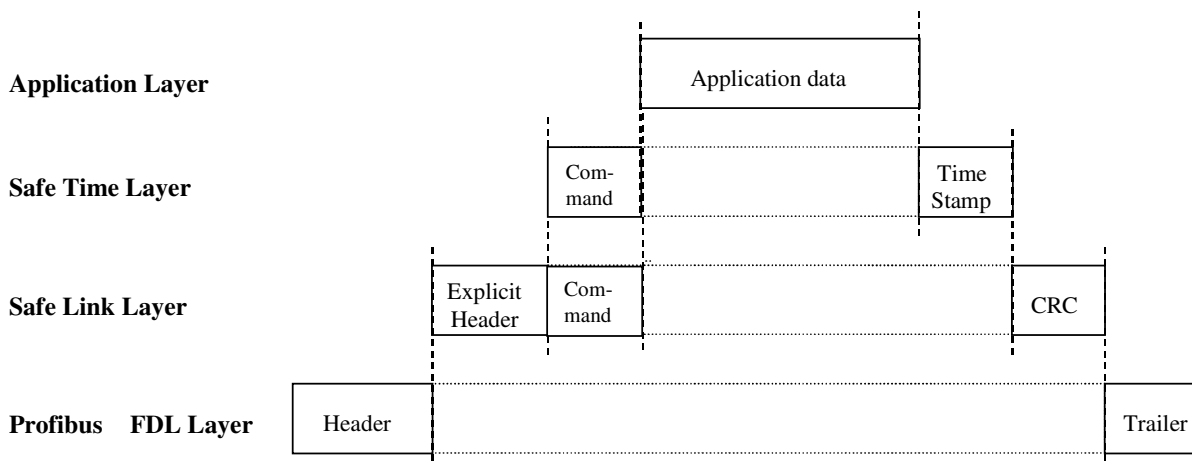 Application Layer
Application data
Safe Time Layer
Com-
mand
Time
Stamp
Safe Link Layer
Explicit
Header
Com-
mand
CRC
Profibus FDL Layer
Header
Trailer